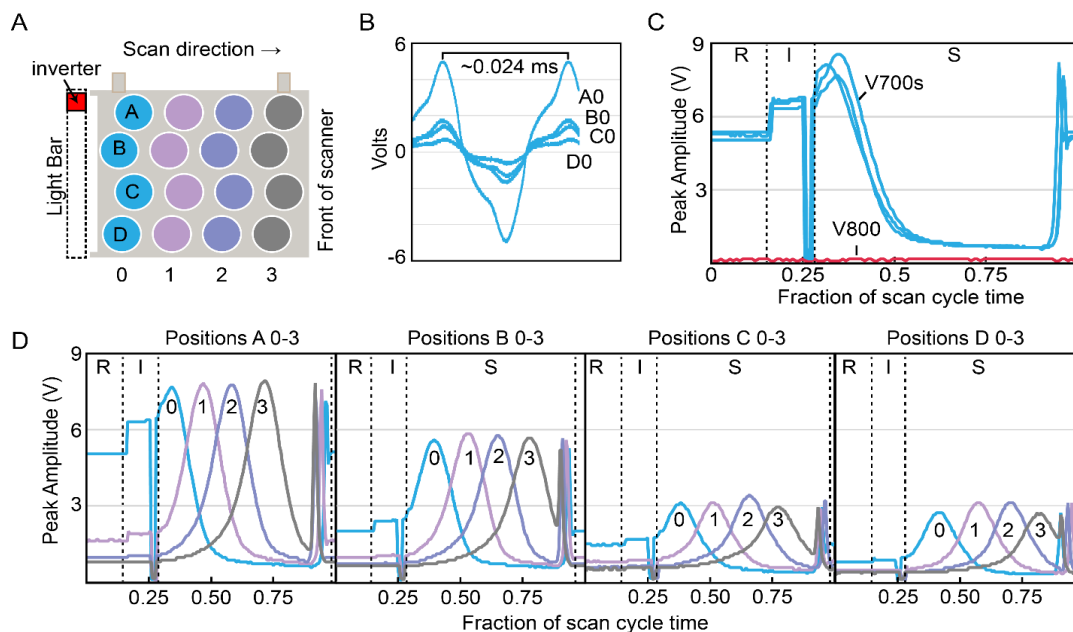 A
Scan direction →
inverter
Light Bar
A
B
C
D
0 1 2 3
Front of scanner
B
Volts
6
0
-6
~0.024 ms
A0
B0
C0
D0
C
Peak Amplitude (V)
9
6
3
R I S
V700s
V800
0 0.25 0.50 0.75
Fraction of scan cycle time
D
Positions A 0-3 Positions B 0-3 Positions C 0-3 Positions D 0-3
Peak Amplitude (V)
9
6
3
R I S R I S R I S R I S
0 1 2 3 0 1 2 3 0 1 2 3 0 1 2 3
0.25 0.50 0.75 0.25 0.50 0.75 0.25 0.50 0.75 0.25 0.50 0.75
Fraction of scan cycle time